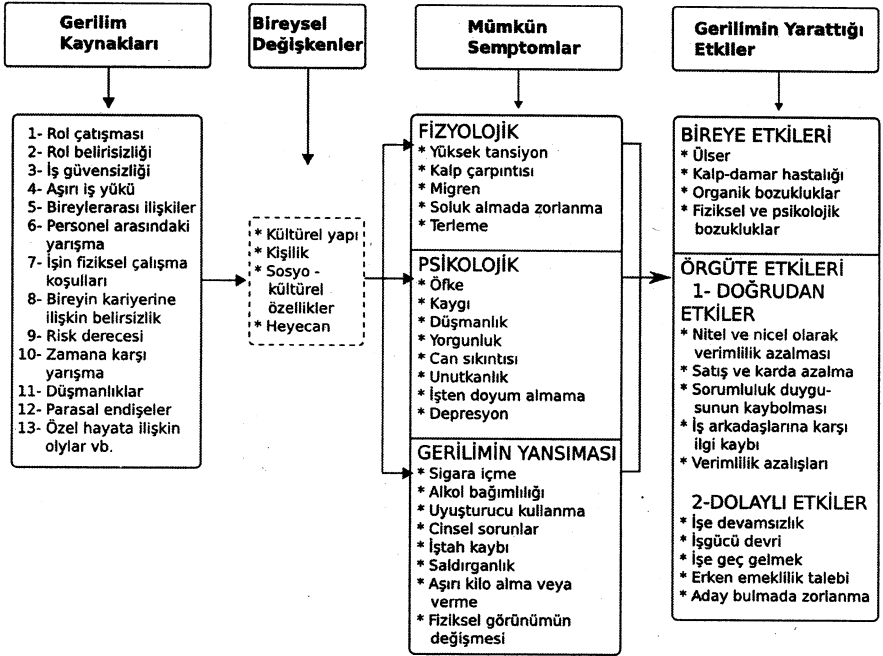 Gerilim
Kaynakları
Bireysel
Değişkenler
Mümkün
Semptomlar
Gerilimin Yarattığı
Etkiler
1- Rol çatışması
2- Rol belirisizliği
3- İş güvensizliği
4- Aşırı iş yükü
5- Bireylerarası ilişkiler
6- Personel arasındaki
yarışma
7- İşin fiziksel çalışma
koşulları
8- Bireyin kariyerine
ilişkin belirsizlik
9- Risk derecesi
10- Zamana karşı
yarışma
11- Düşmanlıklar
12- Parasal endişeler
13- Özel hayata ilişkin
olylar vb.
* Kültürel yapı
* Kişilik
* Sosyo -
kültürel
özellikler
* Heyecan
FİZYOLOJİK
* Yüksek tansiyon
* Kalp çarpıntısı
* Migren
* Soluk almada zorlanma
* Terleme
PSİKOLOJİK
* Öfke
* Kaygı
* Düşmanlık
* Yorgunluk
* Can sıkıntısı
* Unutkanlık
* İşten doyum almama
* Depresyon
GERİLİMİN YANSIMASI
* Sigara içme
* Alkol bağımlılığı
* Uyuşturucu kullanma
* Cinsel sorunlar
* İştah kaybı
* Saldırganlık
* Aşırı kilo alma veya
verme
* Fiziksel görünümün
değişmesi
BİREYE ETKİLERİ
* Ülser
* Kalp-damar hastalığı
* Organik bozukluklar
* Fiziksel ve psikolojik
bozukluklar
ÖRGÜTE ETKİLERİ
1- DOĞRUDAN
ETKİLER
* Nitel ve nicel olarak
verimlilik azalması
* Satış ve karda azalma
* Sorumluluk duygu-
sunun kaybolması
* İş arkadaşlarına karşı
ilgi kaybı
* Verimlilik azalışları
2-DOLAYLI ETKİLER
* İşe devamsızlık
* İşgücü devri
* İşe geç gelmek
* Erken emeklilik talebi
* Aday bulmada zorlanma